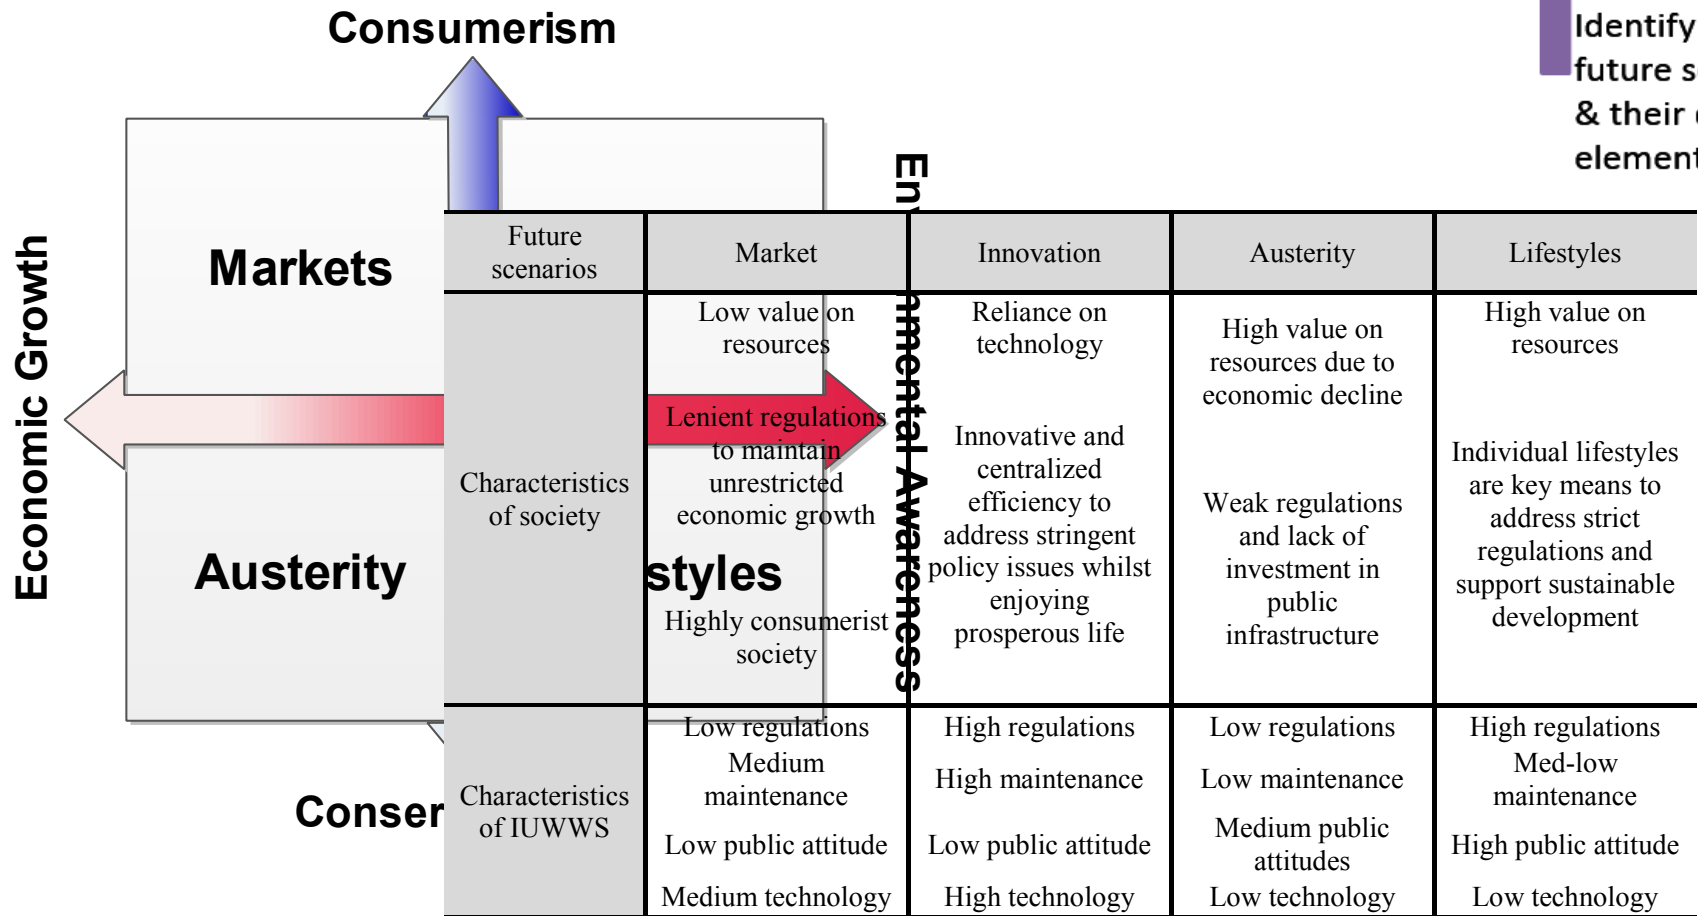 Consumerism
Identify
future s
& their
element
Economic Growth
Markets
Austerity
styles
Conser
En
nmental Awareness
Future
scenarios
Market
Innovation
Austerity
Lifestyles
Characteristics
of society
Low value on
resources
Lenient regulations
to maintain
unrestricted
economic growth
Highly consumerist
society
Reliance on
technology
Innovative and
centralized
efficiency to
address stringent
policy issues whilst
enjoying
prosperous life
High value on
resources due to
economic decline
Weak regulations
and lack of
investment in
public
infrastructure
High value on
resources
Individual lifestyles
are key means to
address strict
regulations and
support sustainable
development
Characteristics
of IUWWS
Low regulations
Medium
maintenance
Low public attitude
Medium technology
High regulations
High maintenance
Low public attitude
High technology
Low regulations
Low maintenance
Medium public
attitudes
Low technology
High regulations
Med-low
maintenance
High public attitude
Low technology